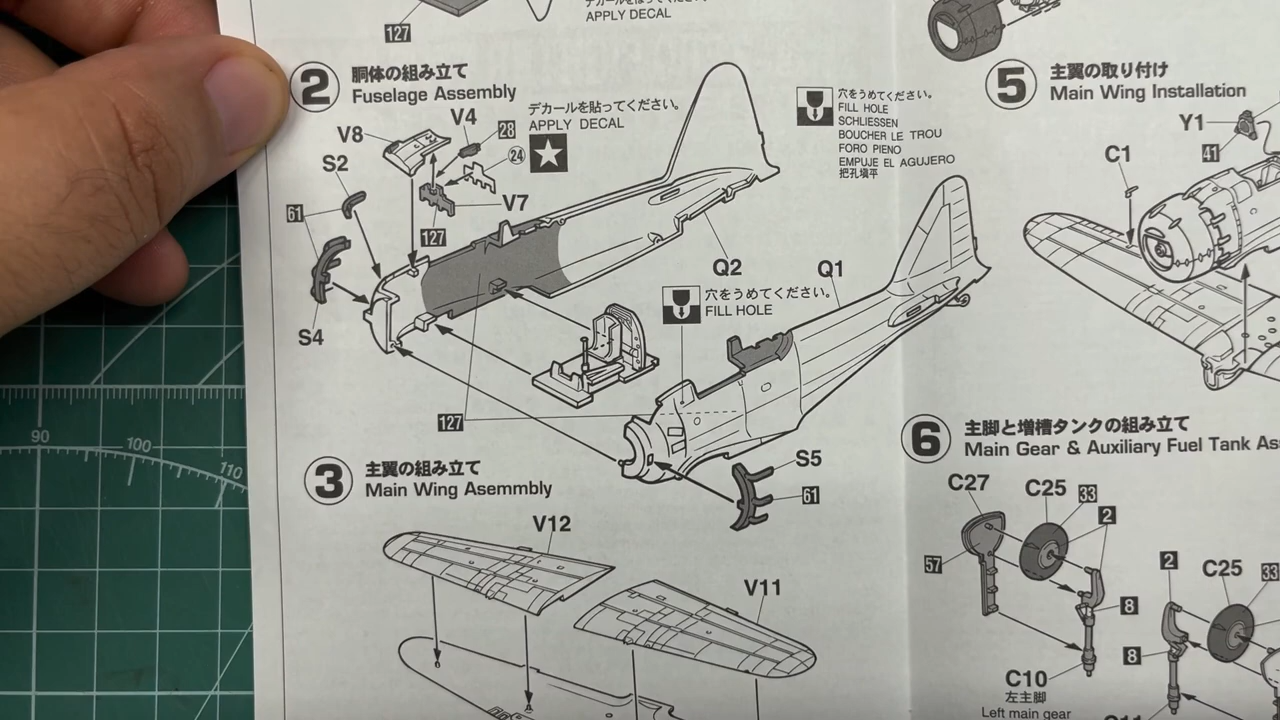 127
APPLY DECAL
2
胴体の組み立て
Fuselage Assembly
V8
V4
28
24
S2
61
S4
V7
127
デカールを貼ってください。
APPLY DECAL
穴をうめてください。
FILL HOLE
SCHLIESSEN
BOUCHER LE TROU
FORO PIENO
EMPUJE EL AGUJERO
把孔塡平
Q2
Q1
穴をうめてください。
FILL HOLE
127
S5
61
3
主翼の組み立て
Main Wing Asemmbly
V12
V11
5
主翼の取り付け
Main Wing Installation
Y1
41
C1
6
主脚と増槽タンクの組み立て
Main Gear & Auxiliary Fuel Tank Ass
C27
C25
33
2
57
8
C10
左主脚
Left main gear
2
C25
33
8
90
100
110